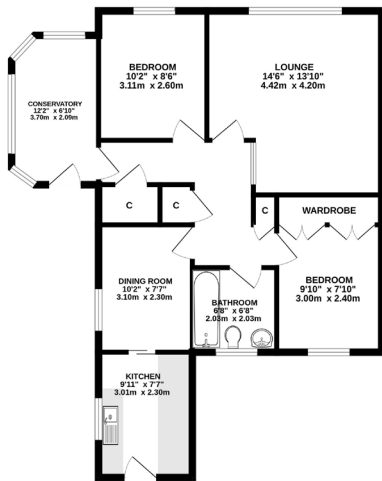 BEDROOM
10'2" x 8'6"
3.11m x 2.60m
LOUNGE
14'6" x 13'10"
4.42m x 4.20m
CONSERVATORY
12'2" x 6'10"
3.70m x 2.09m
C
C
C
WARDROBE
DINING ROOM
10'2" x 7'7"
3.10m x 2.30m
BEDROOM
9'10" x 7'10"
3.00m x 2.40m
BATHROOM
6'8" x 6'8"
2.03m x 2.03m
KITCHEN
9'11" x 7'7"
3.01m x 2.30m